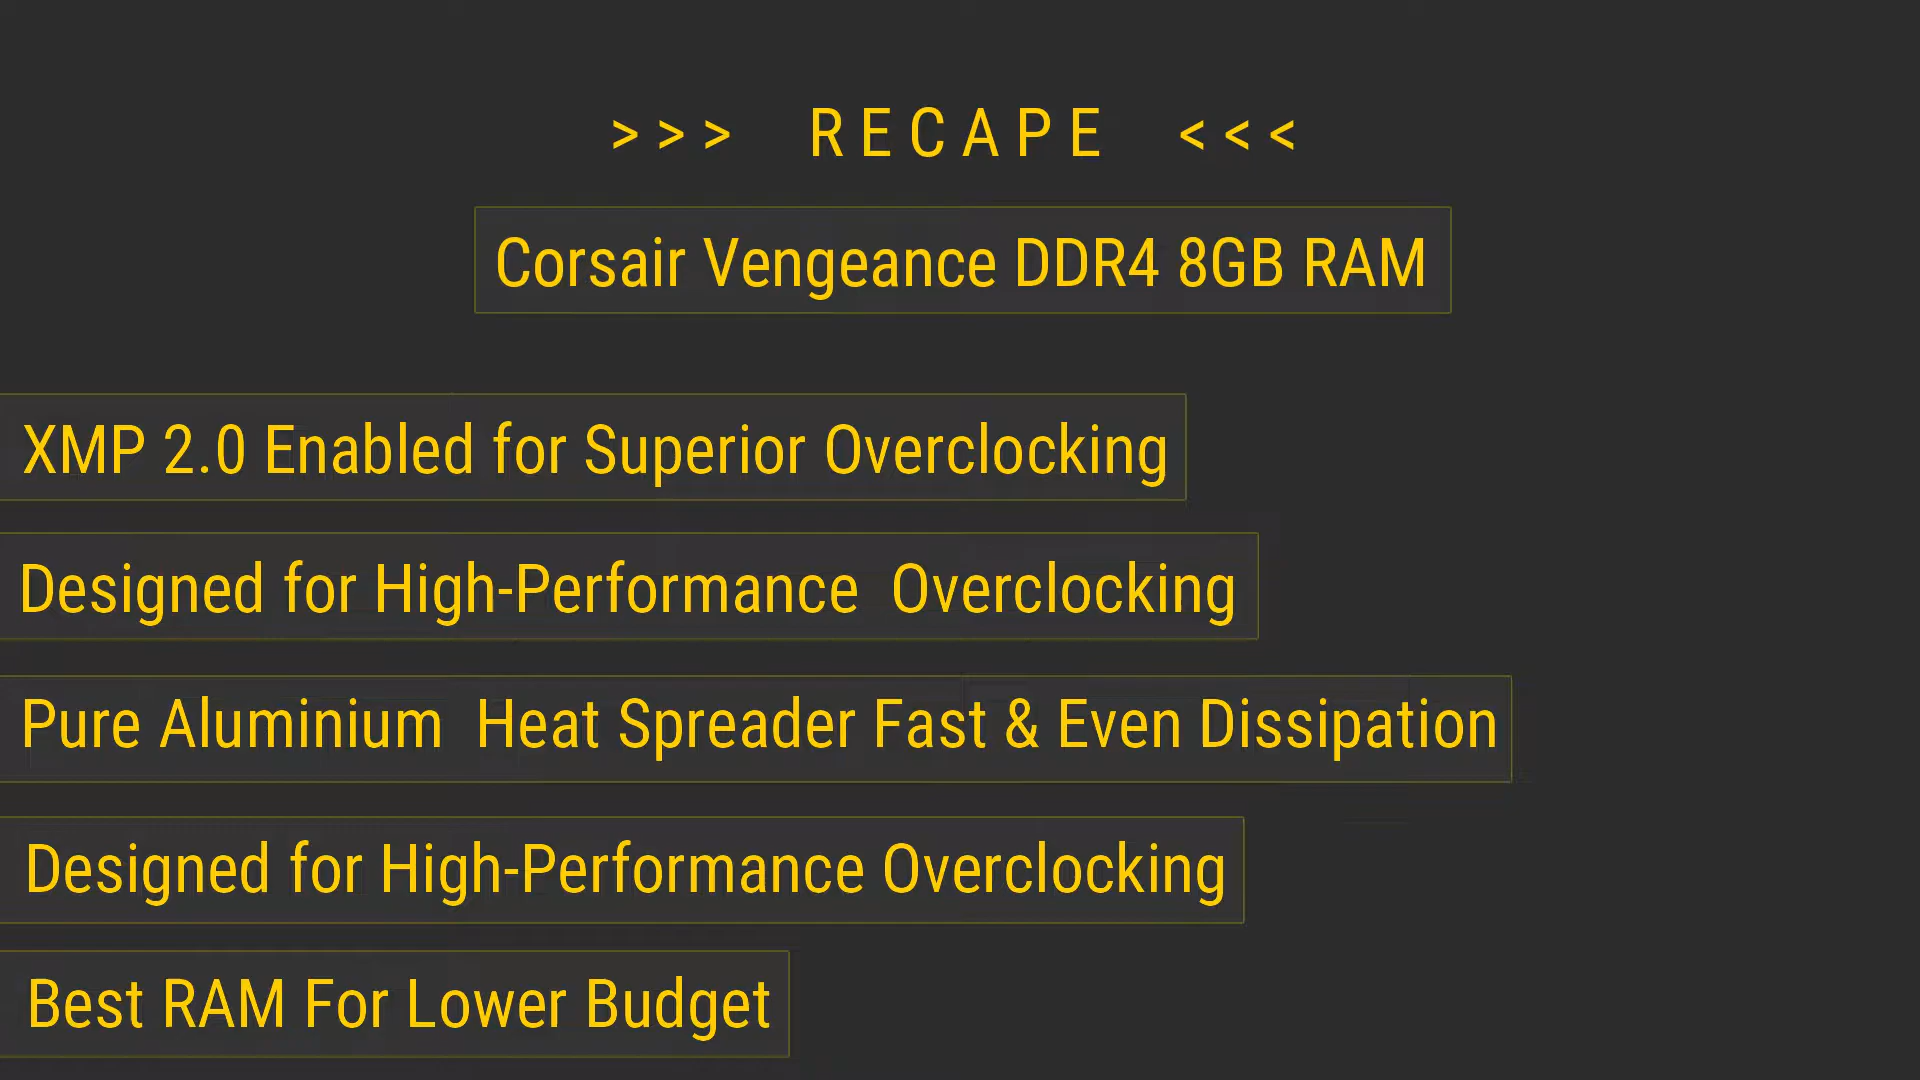 >>> RECAPE <<<
Corsair Vengeance DDR4 8GB RAM
XMP 2.0 Enabled for Superior Overclocking
Designed for High-Performance  Overclocking
Pure Aluminium  Heat Spreader Fast & Even Dissipation
Designed for High-Performance Overclocking
Best RAM For Lower Budget